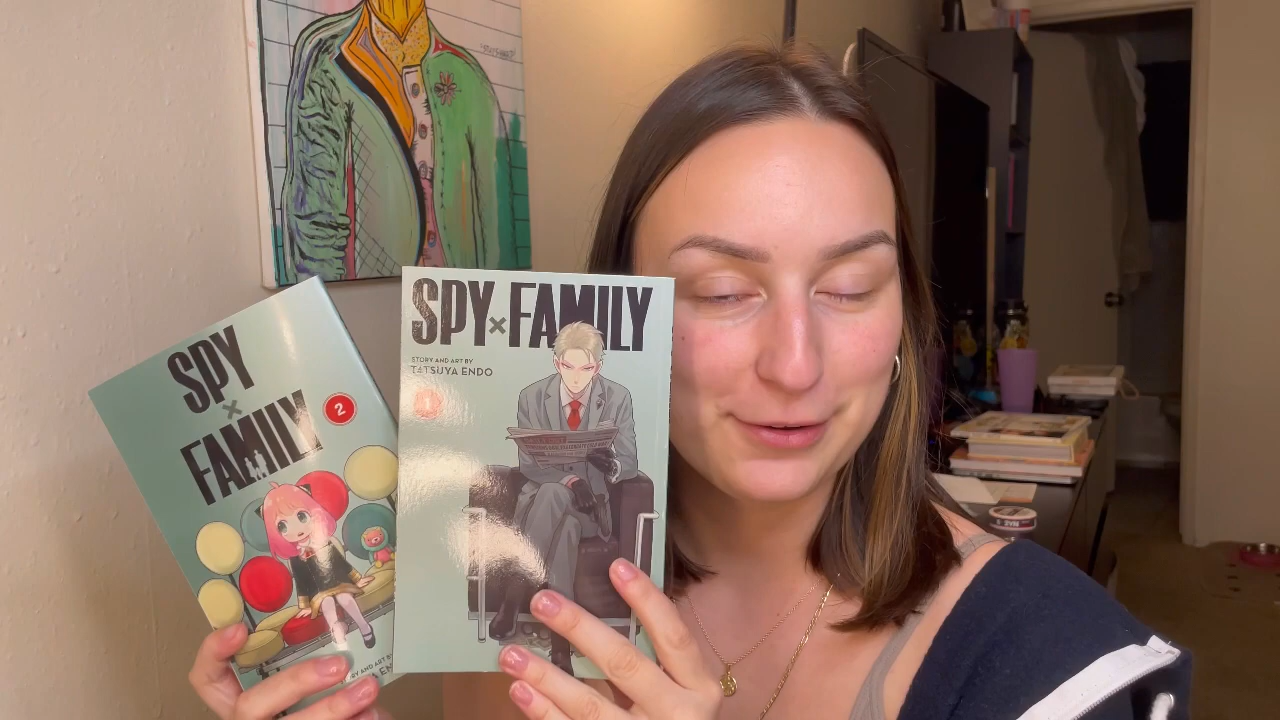 SPY
×
FAMILY
2
SPY×FAMILY
STORY AND ART BY
TATSUYA ENDO
1